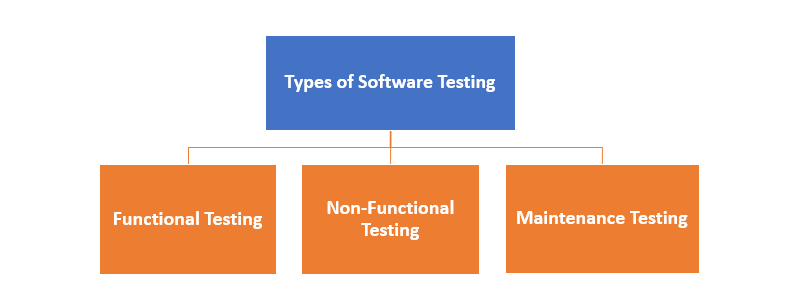 Types of Software Testing
Functional Testing
Non-Functional
Testing
Maintenance Testing